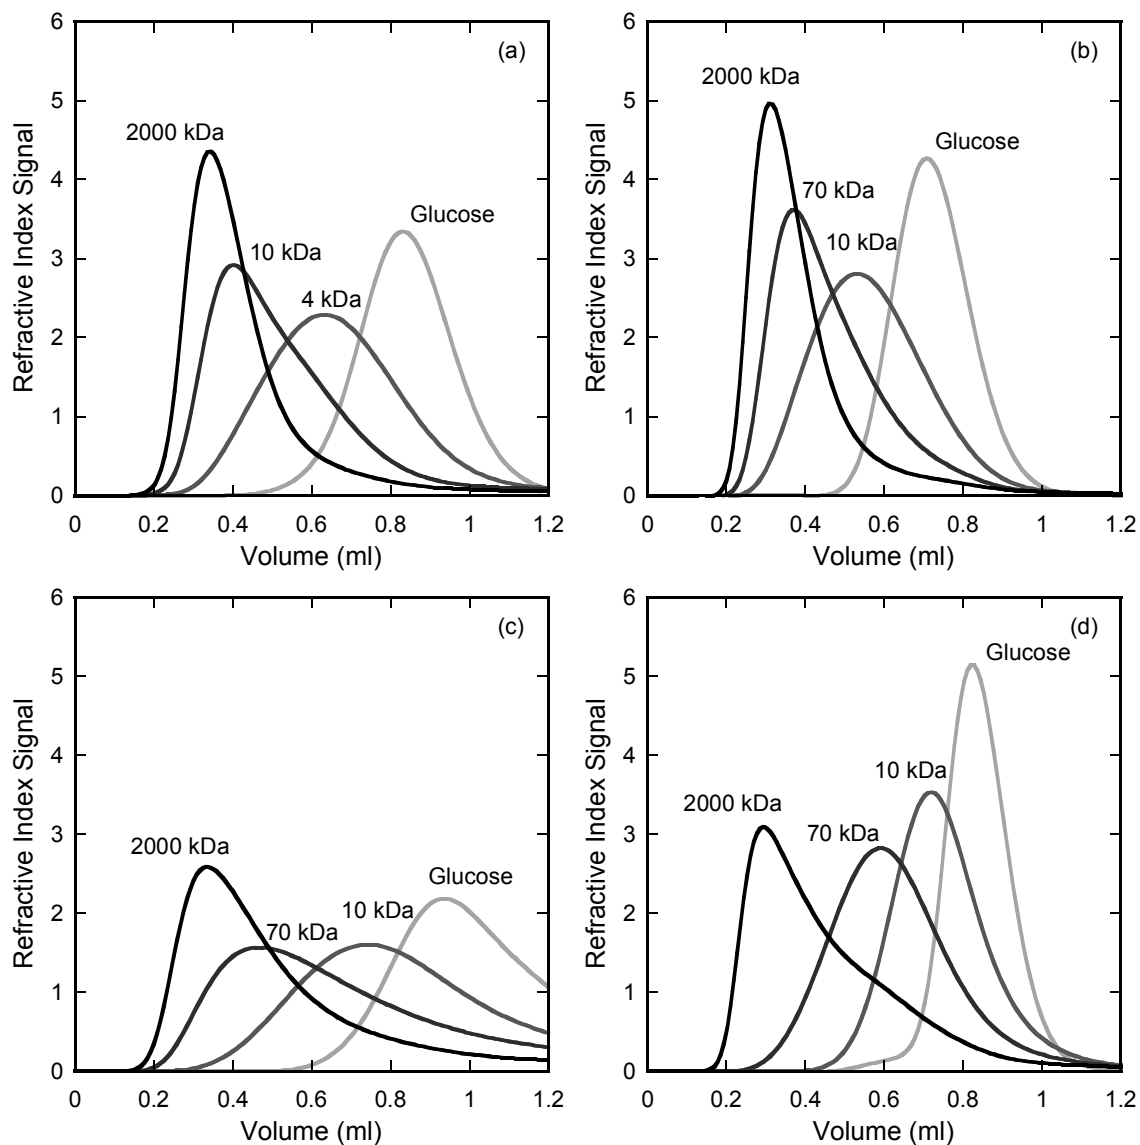 (a)
6
5
4
3
2
1
0
Refractive Index Signal
2000 kDa
10 kDa
4 kDa
Glucose
0 0.2 0.4 0.6 0.8 1 1.2
Volume (ml)
(b)
6
5
4
3
2
1
0
Refractive Index Signal
2000 kDa
70 kDa
10 kDa
Glucose
0 0.2 0.4 0.6 0.8 1 1.2
Volume (ml)
(c)
6
5
4
3
2
1
0
Refractive Index Signal
2000 kDa
70 kDa
10 kDa
Glucose
0 0.2 0.4 0.6 0.8 1 1.2
Volume (ml)
(d)
6
5
4
3
2
1
0
Refractive Index Signal
2000 kDa
70 kDa
10 kDa
Glucose
0 0.2 0.4 0.6 0.8 1 1.2
Volume (ml)